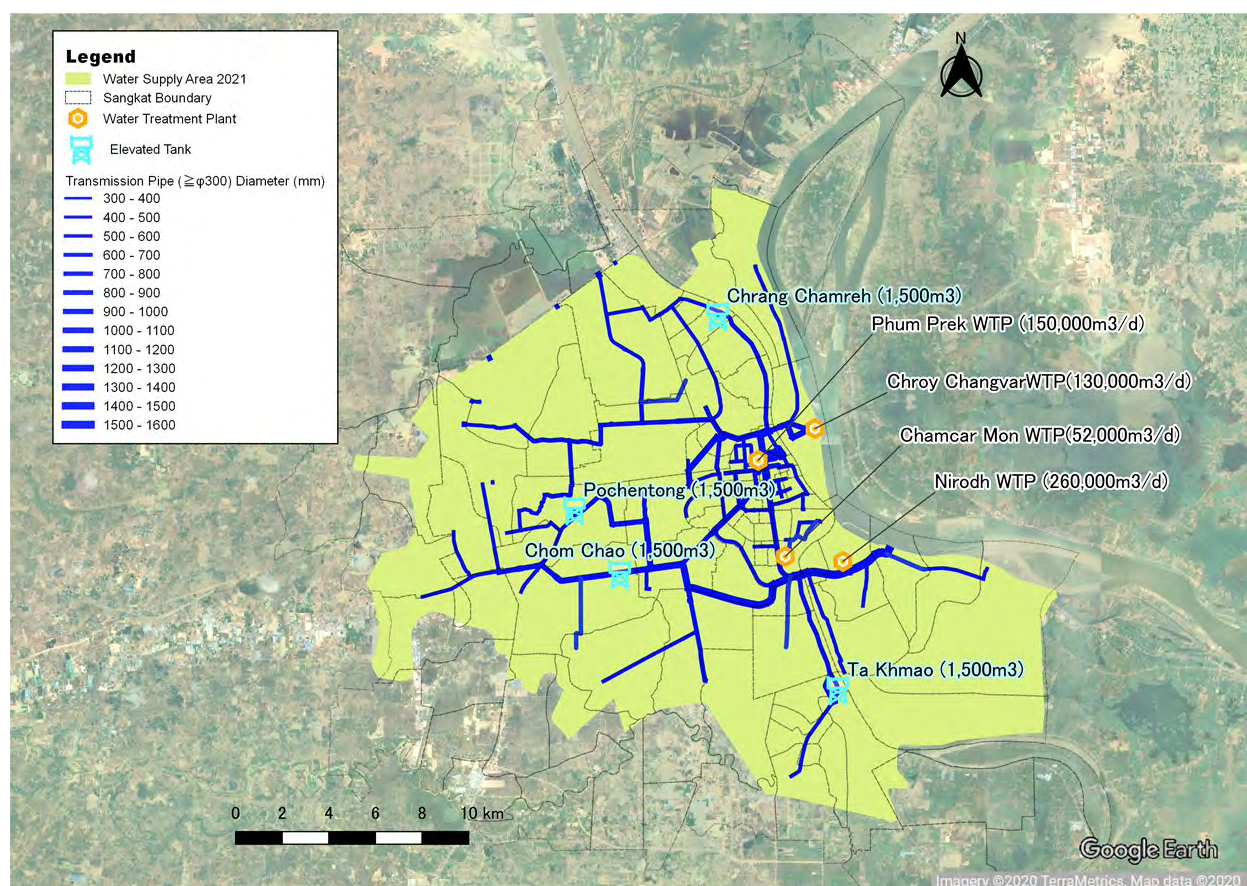 Legend
Water Supply Area 2021
Sangkat Boundary
Water Treatment Plant
Elevated Tank
Transmission Pipe (≧φ300) Diameter (mm)
300 - 400
400 - 500
500 - 600
600 - 700
700 - 800
800 - 900
900 - 1000
1000 - 1100
1100 - 1200
1200 - 1300
1300 - 1400
1400 - 1500
1500 - 1600
N
Chrang Chamreh (1,500m3)
Phum Prek WTP (150,000m3/d)
Chroy ChangvarWTP(130,000m3/d)
Chamcar Mon WTP(52,000m3/d)
Nirodh WTP (260,000m3/d)
Pochentong (1,500m3)
Chom Chao (1,500m3)
Ta Khmao (1,500m3)
0 2 4 6 8 10 km
Google Earth
Imagery ©2020 TerraMetrics, Map data ©2020